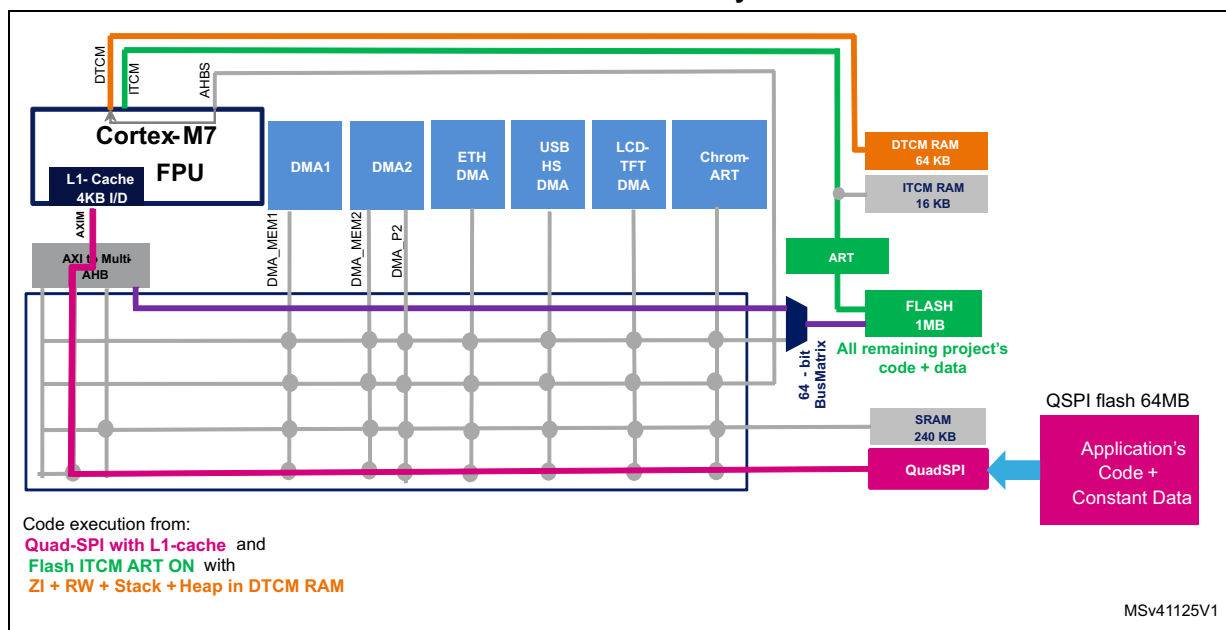 DTCM
ITCM
AHBS
Cortex-M7
FPU
L1- Cache
4KB I/D
DMA1
DMA2
ETH
DMA
USB
HS
DMA
LCD-
TFT
DMA
Chrom-
ART
DTCM RAM
64 KB
ITCM RAM
16 KB
AXIM
DMA_MEM1
DMA_MEM2
DMA_P2
AXI to Multi-
AHB
ART
FLASH
1MB
All remaining project's
code + data
64 - bit
BusMatrix
QSPI flash 64MB
SRAM
240 KB
QuadSPI
Application's
Code +
Constant Data
Code execution from:
Quad-SPI with L1-cache and
Flash ITCM ART ON with
ZI + RW + Stack + Heap in DTCM RAM
MSv41125V1